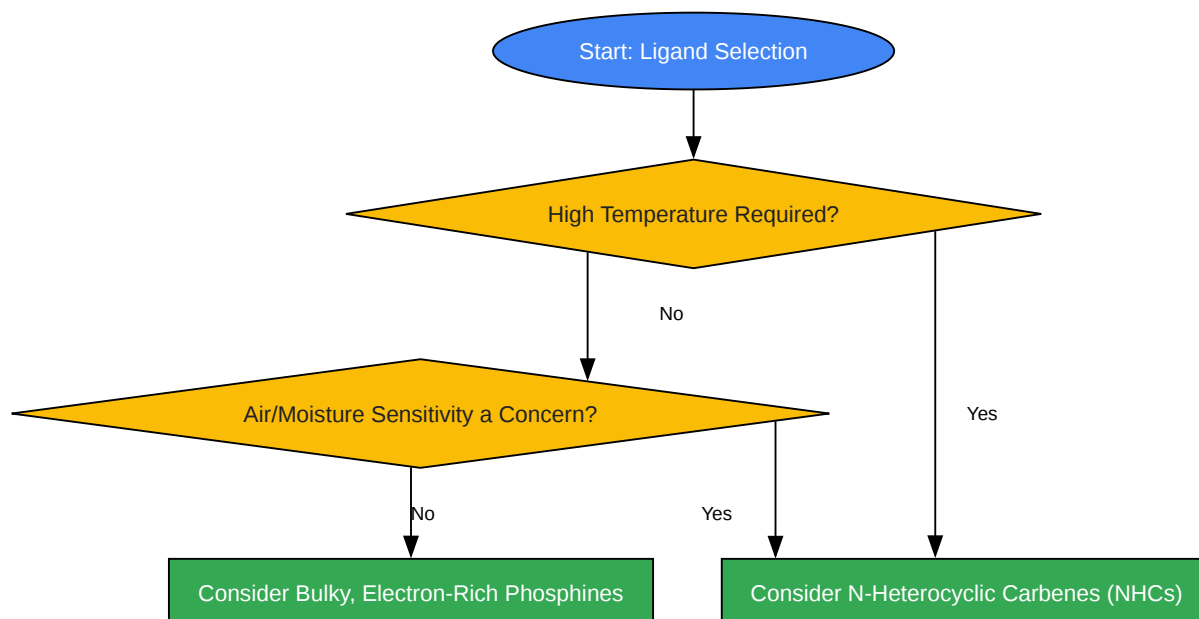 Start: Ligand Selection
High Temperature Required?
No
Air/Moisture Sensitivity a Concern?
Yes
No
Yes
Consider Bulky, Electron-Rich Phosphines
Consider N-Heterocyclic Carbenes (NHCs)